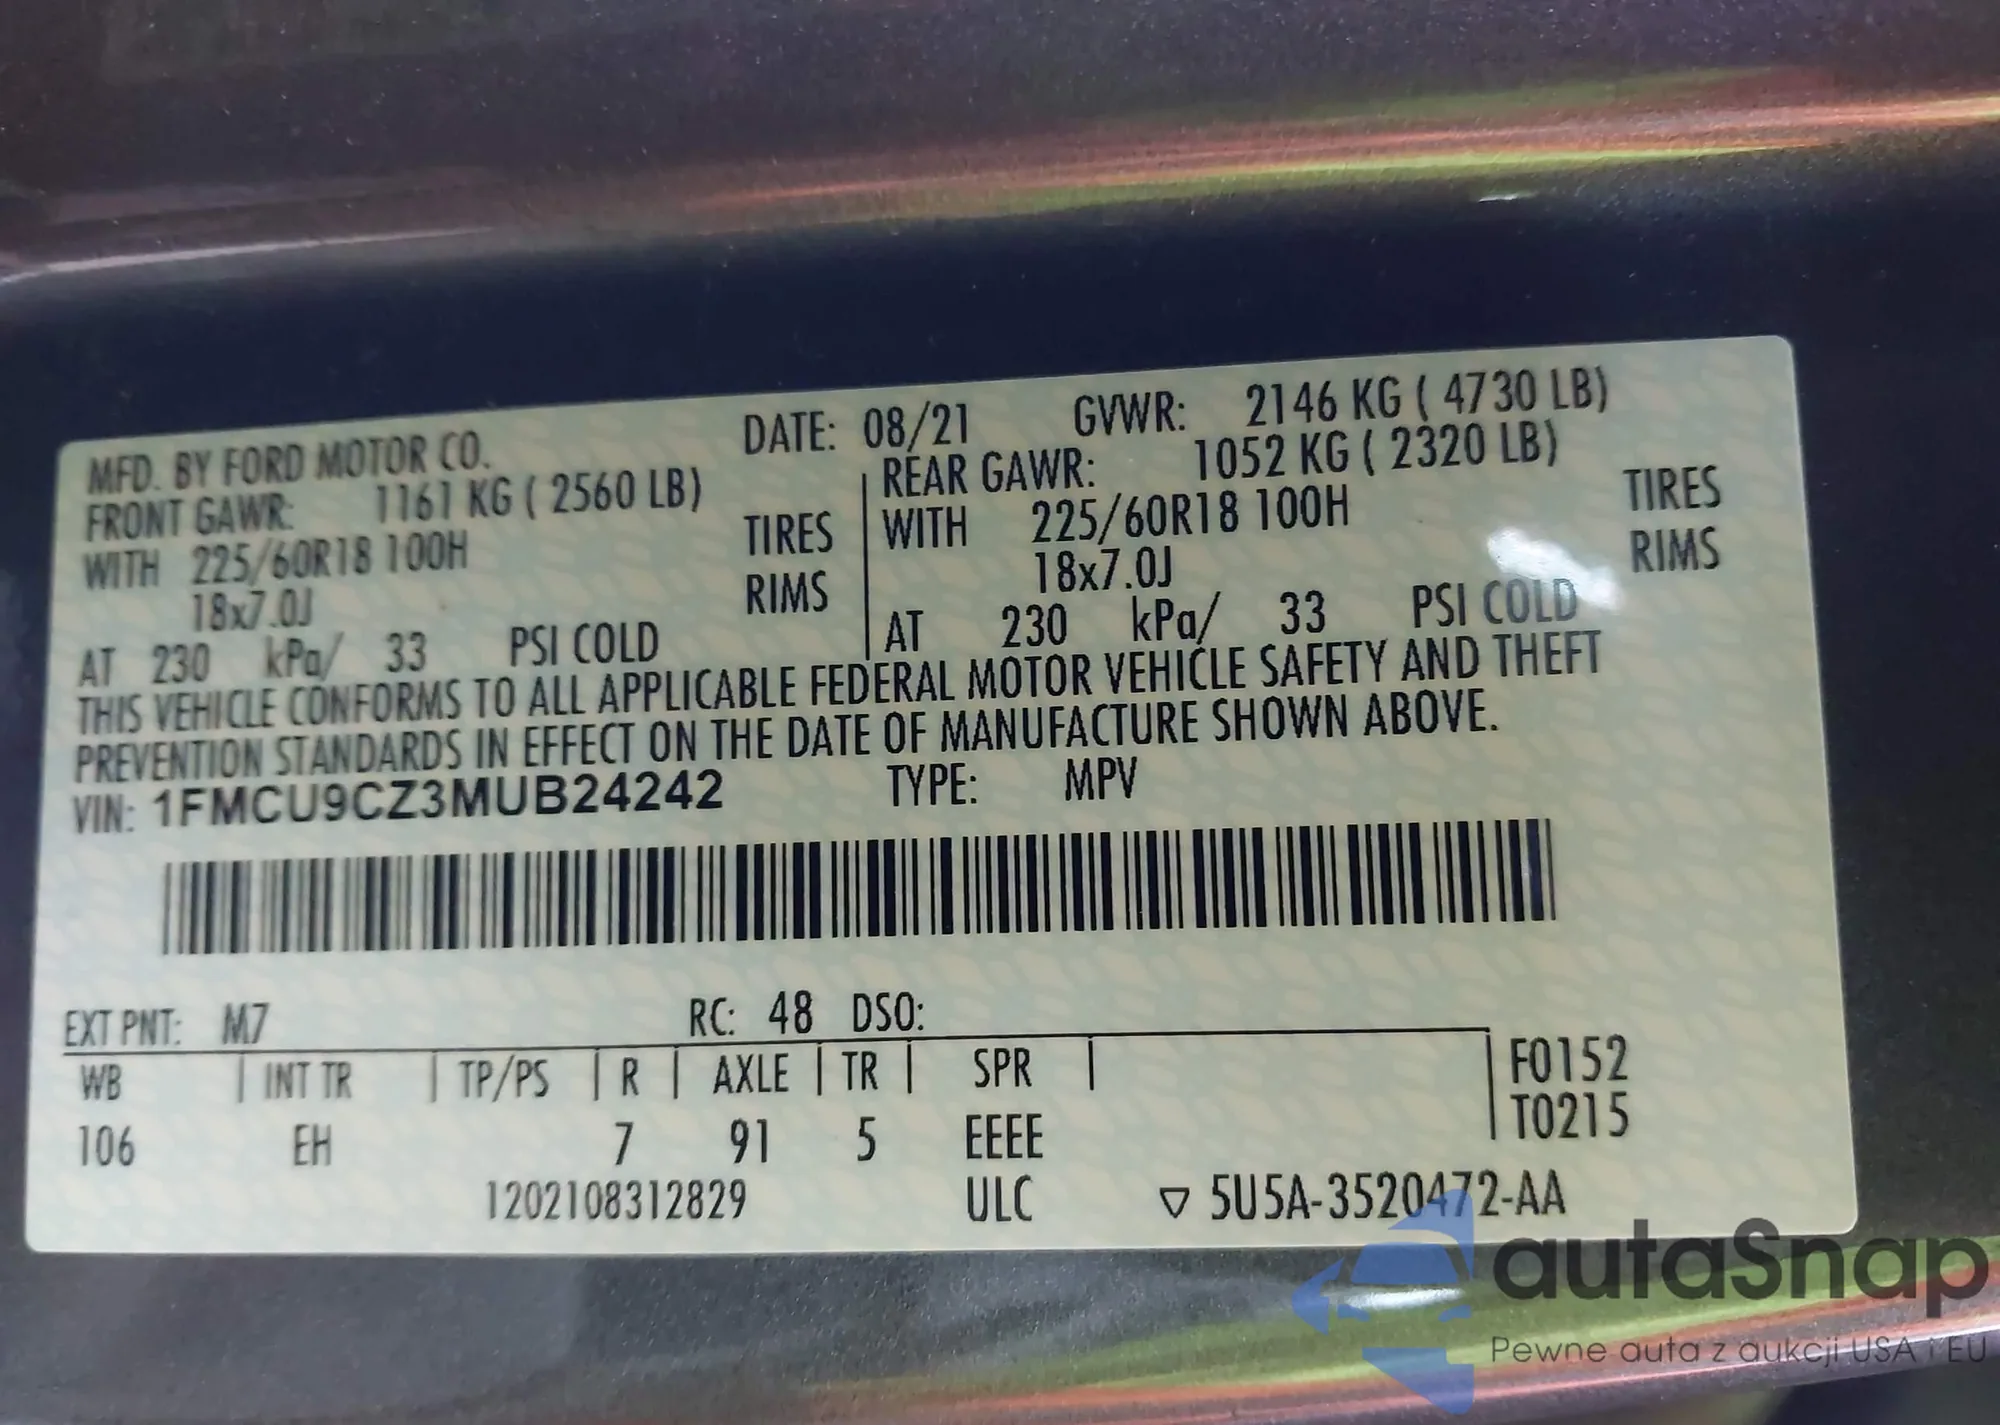 MFD. BY FORD MOTOR CO. DATE: 08/21 GVWR: 2146 KG ( 4730 LB)
FRONT GAWR: 1161 KG ( 2560 LB) REAR GAWR: 1052 KG ( 2320 LB)
WITH 225/60R18 100H TIRES WITH 225/60R18 100H TIRES
18x7.0J RIMS 18x7.0J RIMS
AT 230 kPa/ 33 PSI COLD AT 230 kPa/ 33 PSI COLD
THIS VEHICLE CONFORMS TO ALL APPLICABLE FEDERAL MOTOR VEHICLE SAFETY AND THEFT
PREVENTION STANDARDS IN EFFECT ON THE DATE OF MANUFACTURE SHOWN ABOVE.
VIN: 1FMCU9CZ3MUB24242 TYPE: MPV
EXT PNT: M7 RC: 48 DSO:
WB INT TR TP/PS R AXLE TR SPR F0152
106 EH 7 91 5 EEEE T0215
1202108312829 ULC ▽ 5U5A-3520472-AA
autaSnap
Pewne auta z aukcji USA i EU